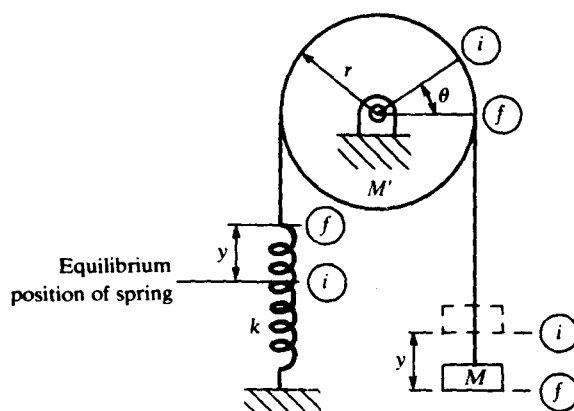 i
r
θ
f
M'
f
y
Equilibrium
position of spring
i
k
i
y
M
f